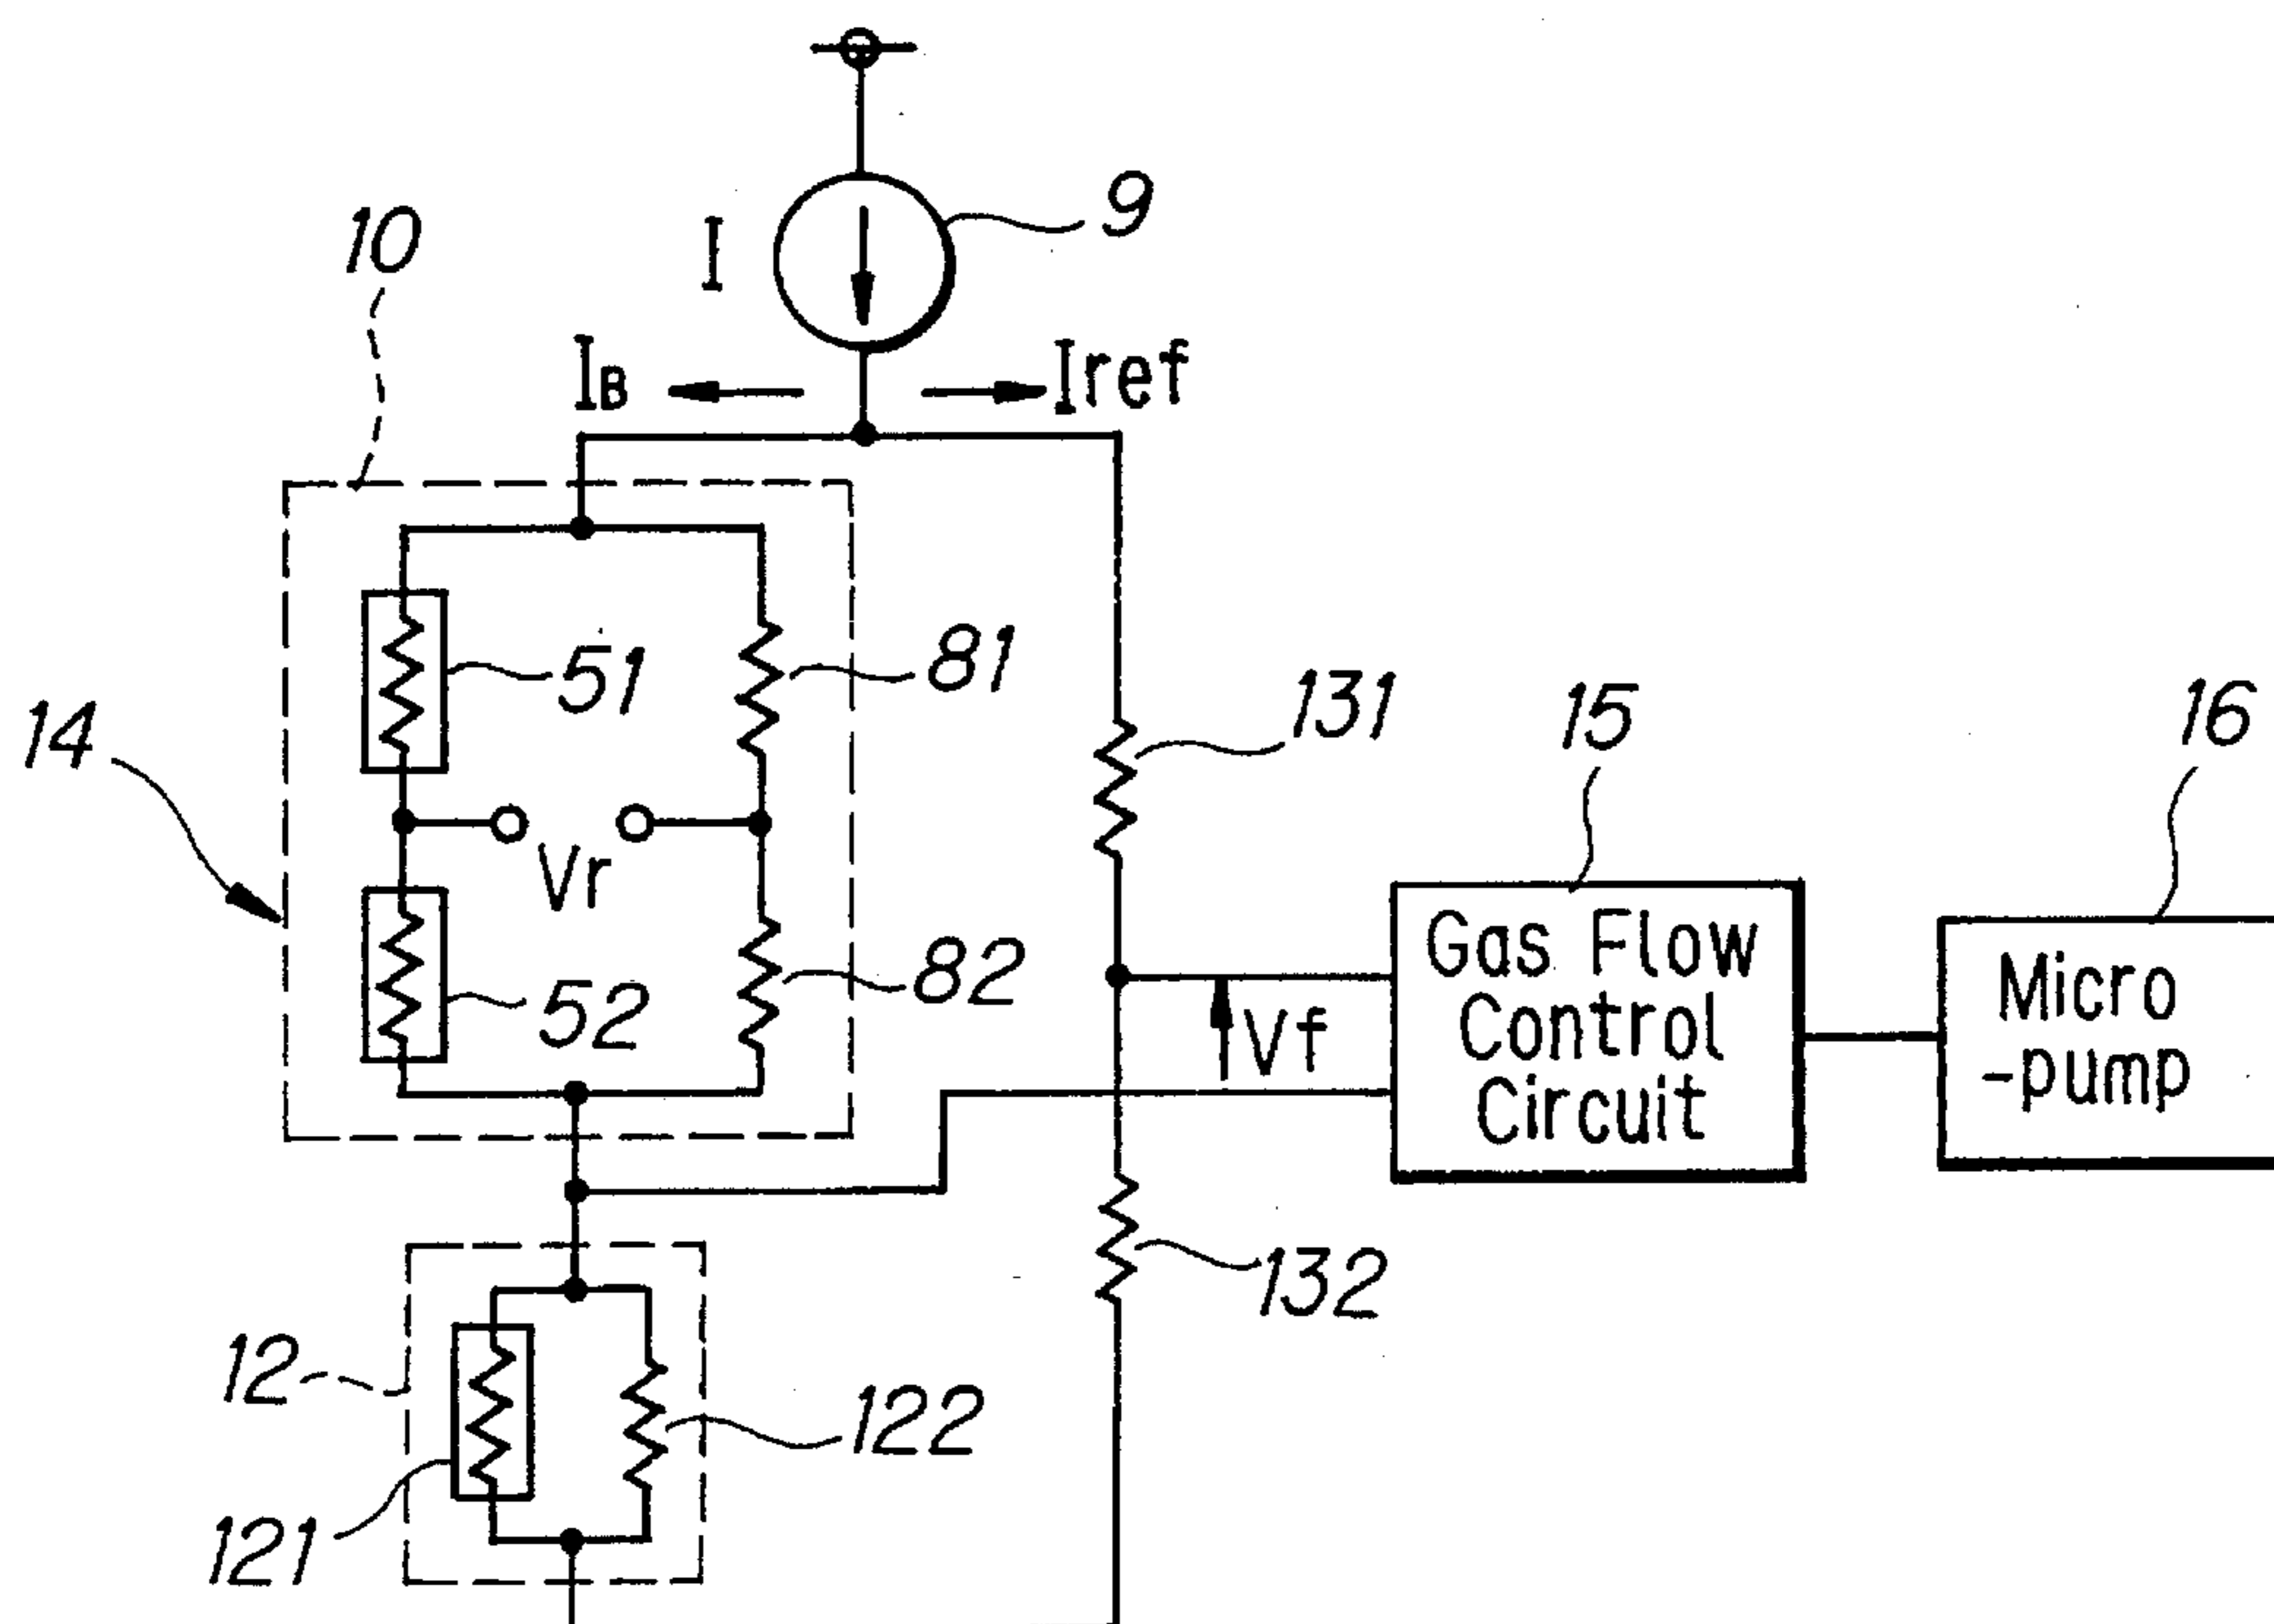 9
I
10
IB
Iref
51
81
131
15
16
14
Vr
Gas Flow
Control
Circuit
Micro
-pump
52
82
Vf
132
12
122
121